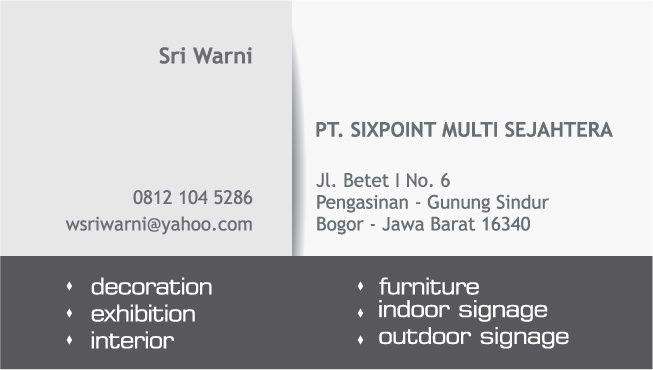 Sri Warni
0812 104 5286
wsriwarni@yahoo.com
PT. SIXPOINT MULTI SEJAHTERA
Jl. Betet I No. 6
Pengasinan - Gunung Sindur
Bogor - Jawa Barat 16340
decoration
exhibition
interior
furniture
indoor signage
outdoor signage